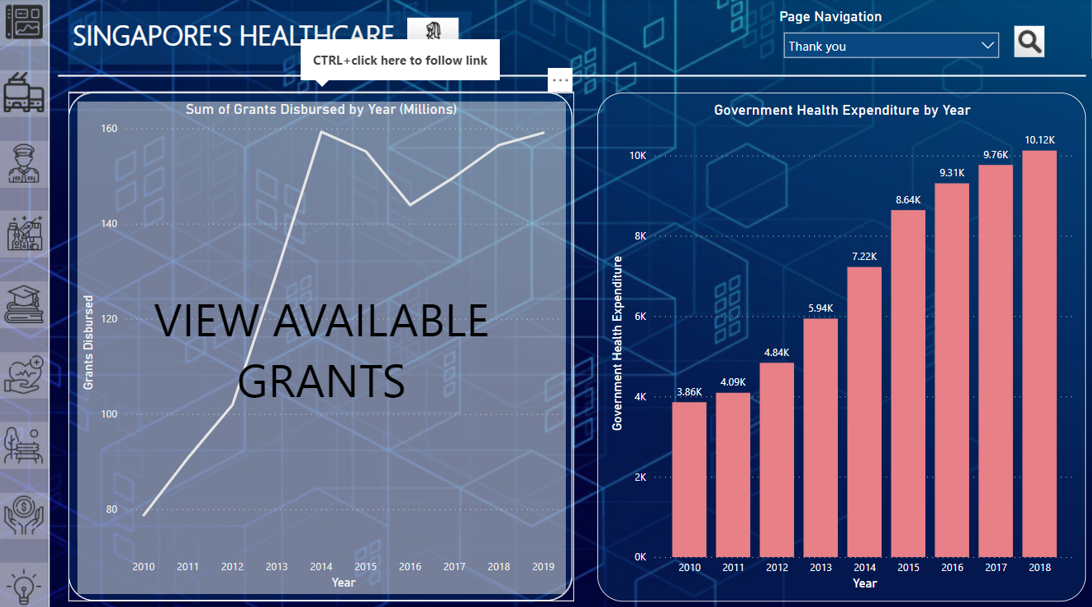 SINGAPORE'S HEALTHCARE
Page Navigation
Thank you
CTRL+click here to follow link
...
Sum of Grants Disbursed by Year (Millions)
160
140
120
100
80
Grants Disbursed
VIEW AVAILABLE
GRANTS
2010 2011 2012 2013 2014 2015 2016 2017 2018 2019
Year
Government Health Expenditure by Year
10K
8K
6K
4K
2K
0K
Government Health Expenditure
3.86K
4.09K
4.84K
5.94K
7.22K
8.64K
9.31K
9.76K
10.12K
2010 2011 2012 2013 2014 2015 2016 2017 2018
Year